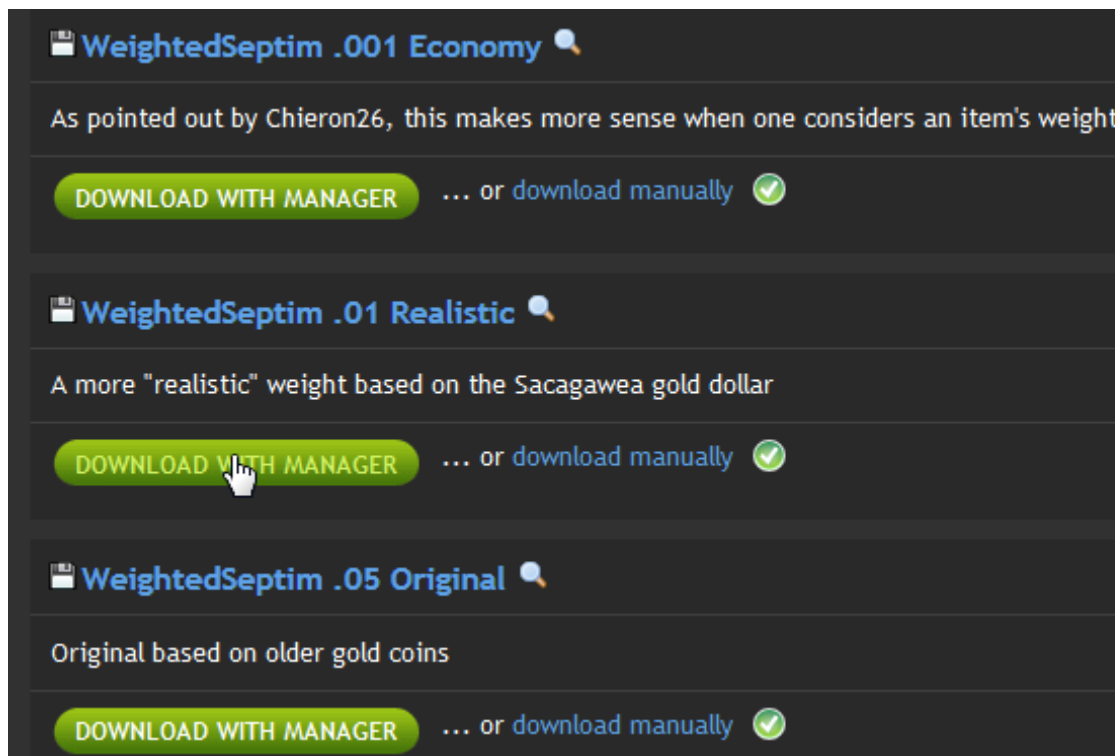 WeightedSeptim .001 Economy
As pointed out by Chieron26, this makes more sense when one considers an item's weight
DOWNLOAD WITH MANAGER ... or download manually
WeightedSeptim .01 Realistic
A more "realistic" weight based on the Sacagawea gold dollar
DOWNLOAD WITH MANAGER ... or download manually
WeightedSeptim .05 Original
Original based on older gold coins
DOWNLOAD WITH MANAGER ... or download manually